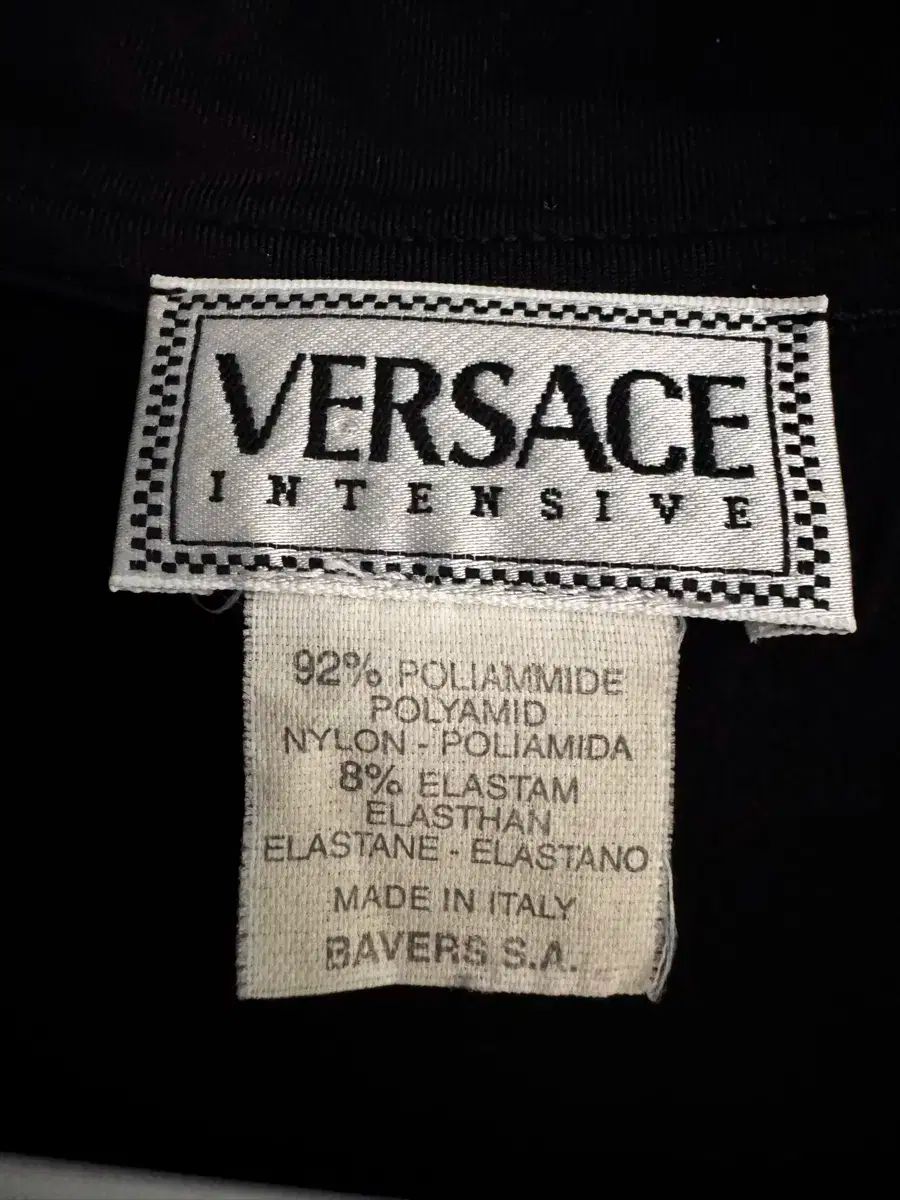 VERSACE
INTENSIVE
92% POLIAMMIDE
POLYAMID
NYLON - POLIAMIDA
8% ELASTAM
ELASTHAN
ELASTANE - ELASTANO
MADE IN ITALY
BAVERS S.A.